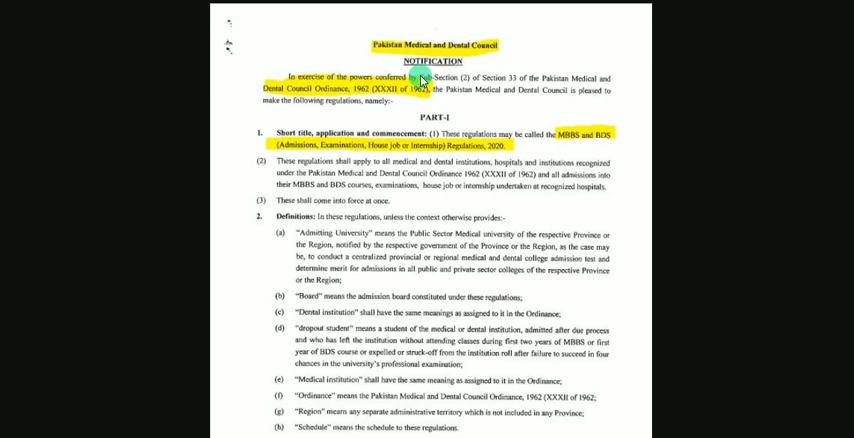 Pakistan Medical and Dental Council
NOTIFICATION
In exercise of the powers conferred by Sub-Section (2) of Section 33 of the Pakistan Medical and
Dental Council Ordinance, 1962 (XXXII of 1962), the Pakistan Medical and Dental Council is pleased to
make the following regulations, namely:-
PART-I
1. Short title, application and commencement: (1) These regulations may be called the MBBS and BDS
(Admissions, Examinations, House job or Internship) Regulations, 2020.
(2) These regulations shall apply to all medical and dental institutions, hospitals and institutions recognized
under the Pakistan Medical and Dental Council Ordinance 1962 (XXXII of 1962) and all admissions into
their MBBS and BDS courses, examinations, house job or internship undertaken at recognized hospitals.
(3) These shall come into force at once.
2. Definitions: In these regulations, unless the context otherwise provides:-
(a) "Admitting University" means the Public Sector Medical university of the respective Province or
the Region, notified by the respective government of the Province or the Region, as the case may
be, to conduct a centralized provincial or regional medical and dental college admission test and
determine merit for admissions in all public and private sector colleges of the respective Province
or the Region;
(b) "Board" means the admission board constituted under these regulations;
(c) "Dental institution" shall have the same meanings as assigned to it in the Ordinance;
(d) "dropout student" means a student of the medical or dental institution, admitted after due process
and who has left the institution without attending classes during first two years of MBBS or first
year of BDS course or expelled or struck-off from the institution roll after failure to succeed in four
chances in the university's professional examination;
(e) "Medical institution" shall have the same meaning as assigned to it in the Ordinance;
(f) "Ordinance" means the Pakistan Medical and Dental Council Ordinance, 1962 (XXXII of 1962;
(g) "Region" means any separate administrative territory which is not included in any Province;
(h) "Schedule" means the schedule to these regulations.